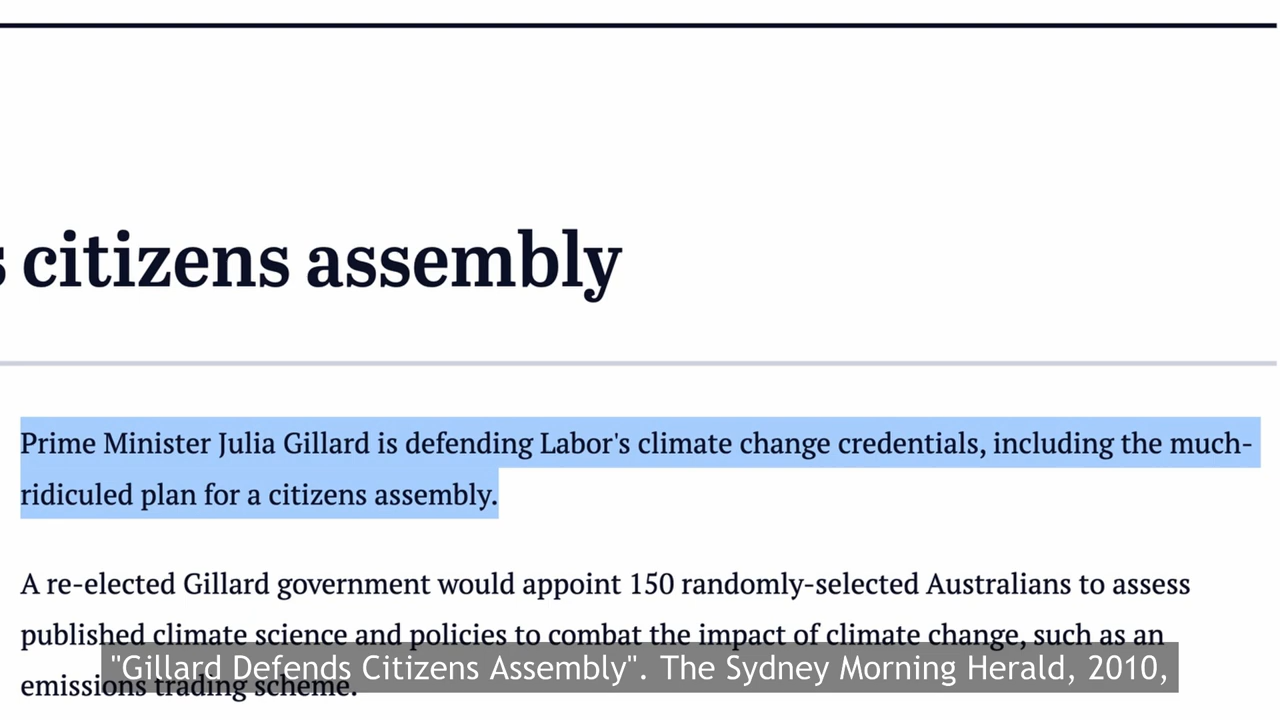 s citizens assembly
Prime Minister Julia Gillard is defending Labor's climate change credentials, including the much-
ridiculed plan for a citizens assembly.
A re-elected Gillard government would appoint 150 randomly-selected Australians to assess
published climate science and policies to combat the impact of climate change, such as an
emissions trading scheme.
"Gillard Defends Citizens Assembly". The Sydney Morning Herald, 2010,